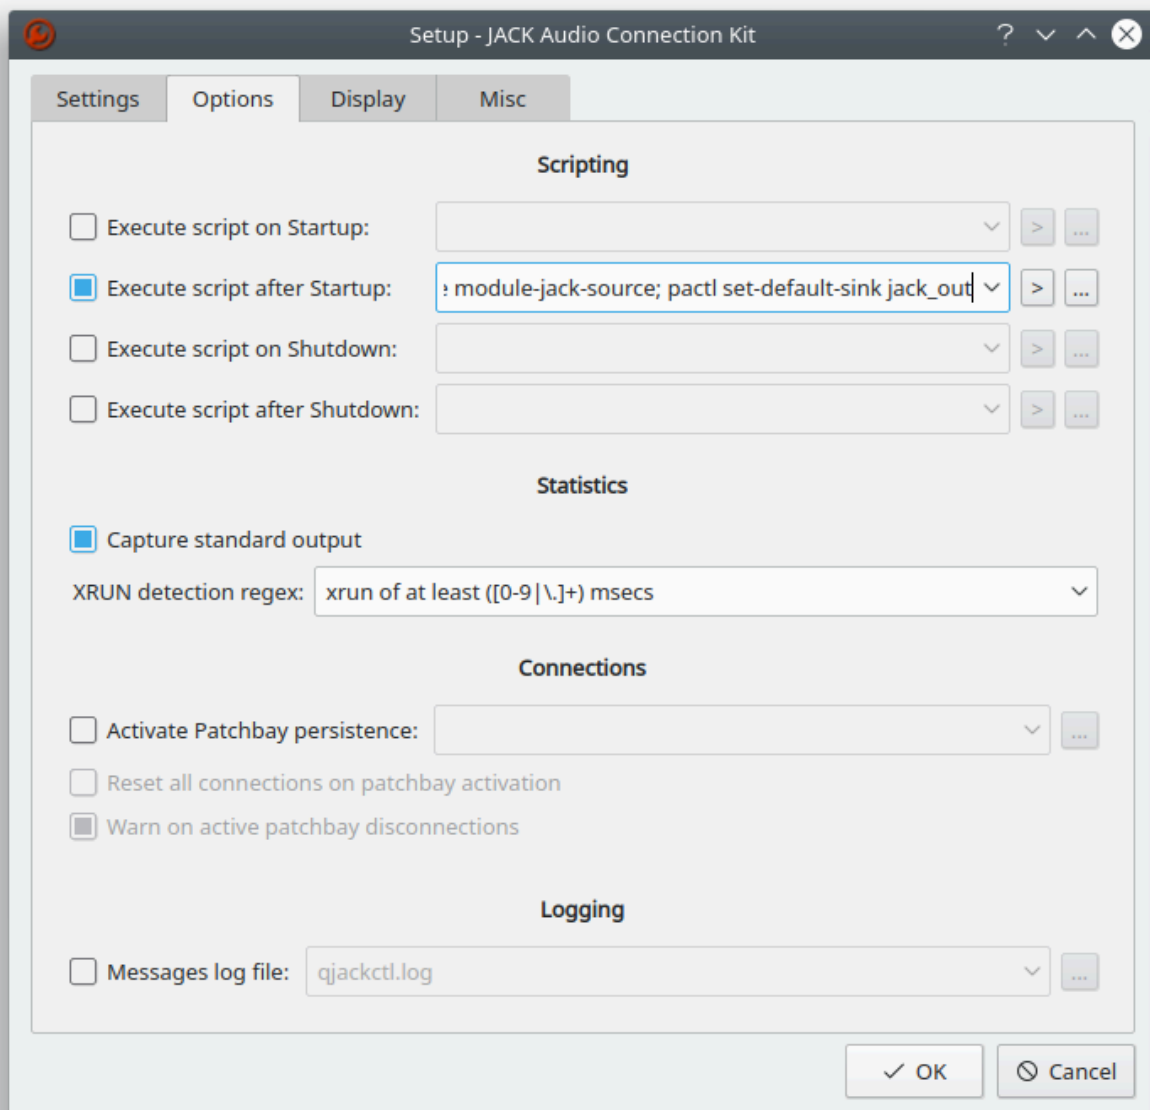 Setup - JACK Audio Connection Kit
Settings Options Display Misc
Scripting
Execute script on Startup: > ...
Execute script after Startup: module-jack-source; pactl set-default-sink jack_out > ...
Execute script on Shutdown: > ...
Execute script after Shutdown: > ...
Statistics
Capture standard output
XRUN detection regex: xrun of at least ([0-9|\.]+) msecs
Connections
Activate Patchbay persistence: ...
Reset all connections on patchbay activation
Warn on active patchbay disconnections
Logging
Messages log file: qjackctl.log ...
OK Cancel